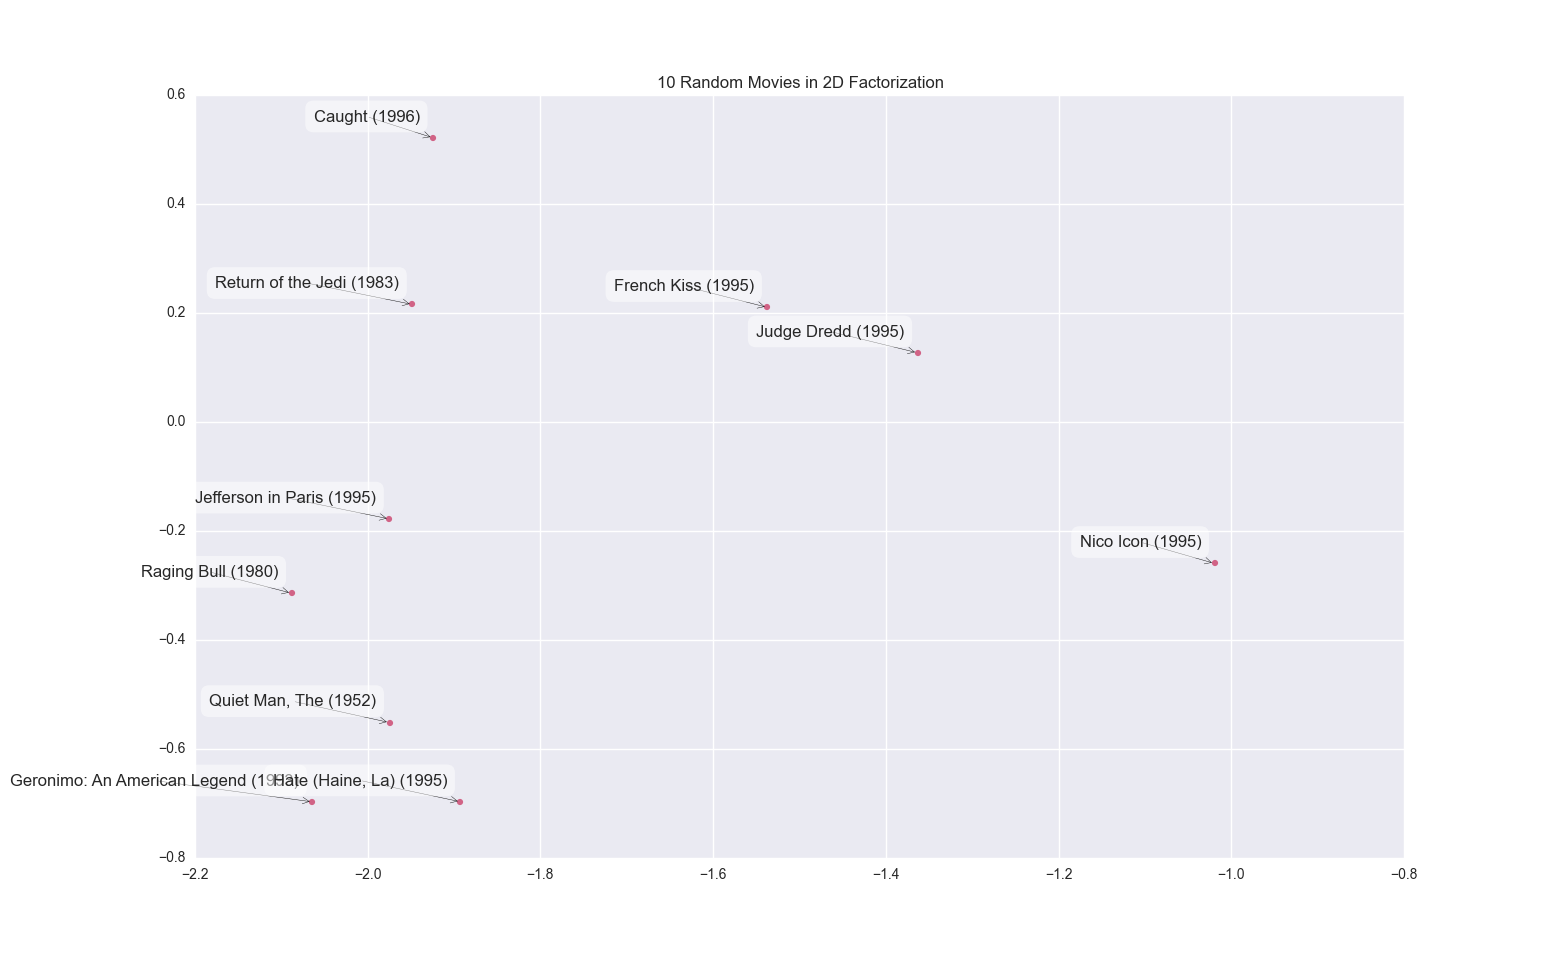 10 Random Movies in 2D Factorization
0.6
Caught (1996)
0.4
Return of the Jedi (1983)
French Kiss (1995)
0.2
Judge Dredd (1995)
0.0
Jefferson in Paris (1995)
−0.2
Nico Icon (1995)
Raging Bull (1980)
−0.4
Quiet Man, The (1952)
−0.6
Geronimo: An American Legend
Hate (Haine, La) (1995)
−0.8
−2.2 −2.0 −1.8 −1.6 −1.4 −1.2 −1.0 −0.8